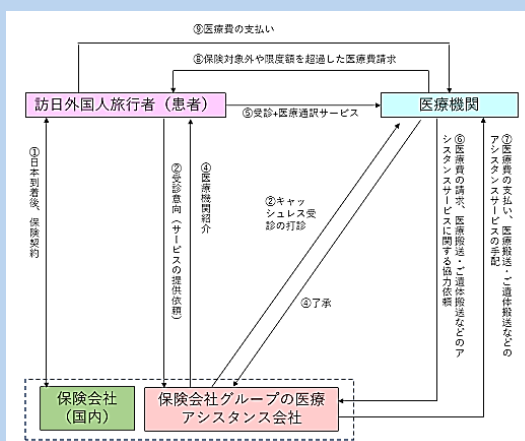 ⑨医療費の支払い
⑧保険対象外や限度額を超過した医療費請求
訪日外国人旅行者（患者）
医療機関
⑤受診+医療通訳サービス
①日本到着後、保険契約
②受診意向（サービスの提供依頼）
④医療機関紹介
②キャッ
シュレス受
診の打診
④了承
⑥医療費の請求、医療搬送・ご遺体搬送などのア
シスタンスサービスに関する協力依頼
⑦医療費の支払い、医療搬送・ご遺体搬送などの
アシスタンスサービスの手配
保険会社
（国内）
保険会社グループの医療
アシスタンス会社